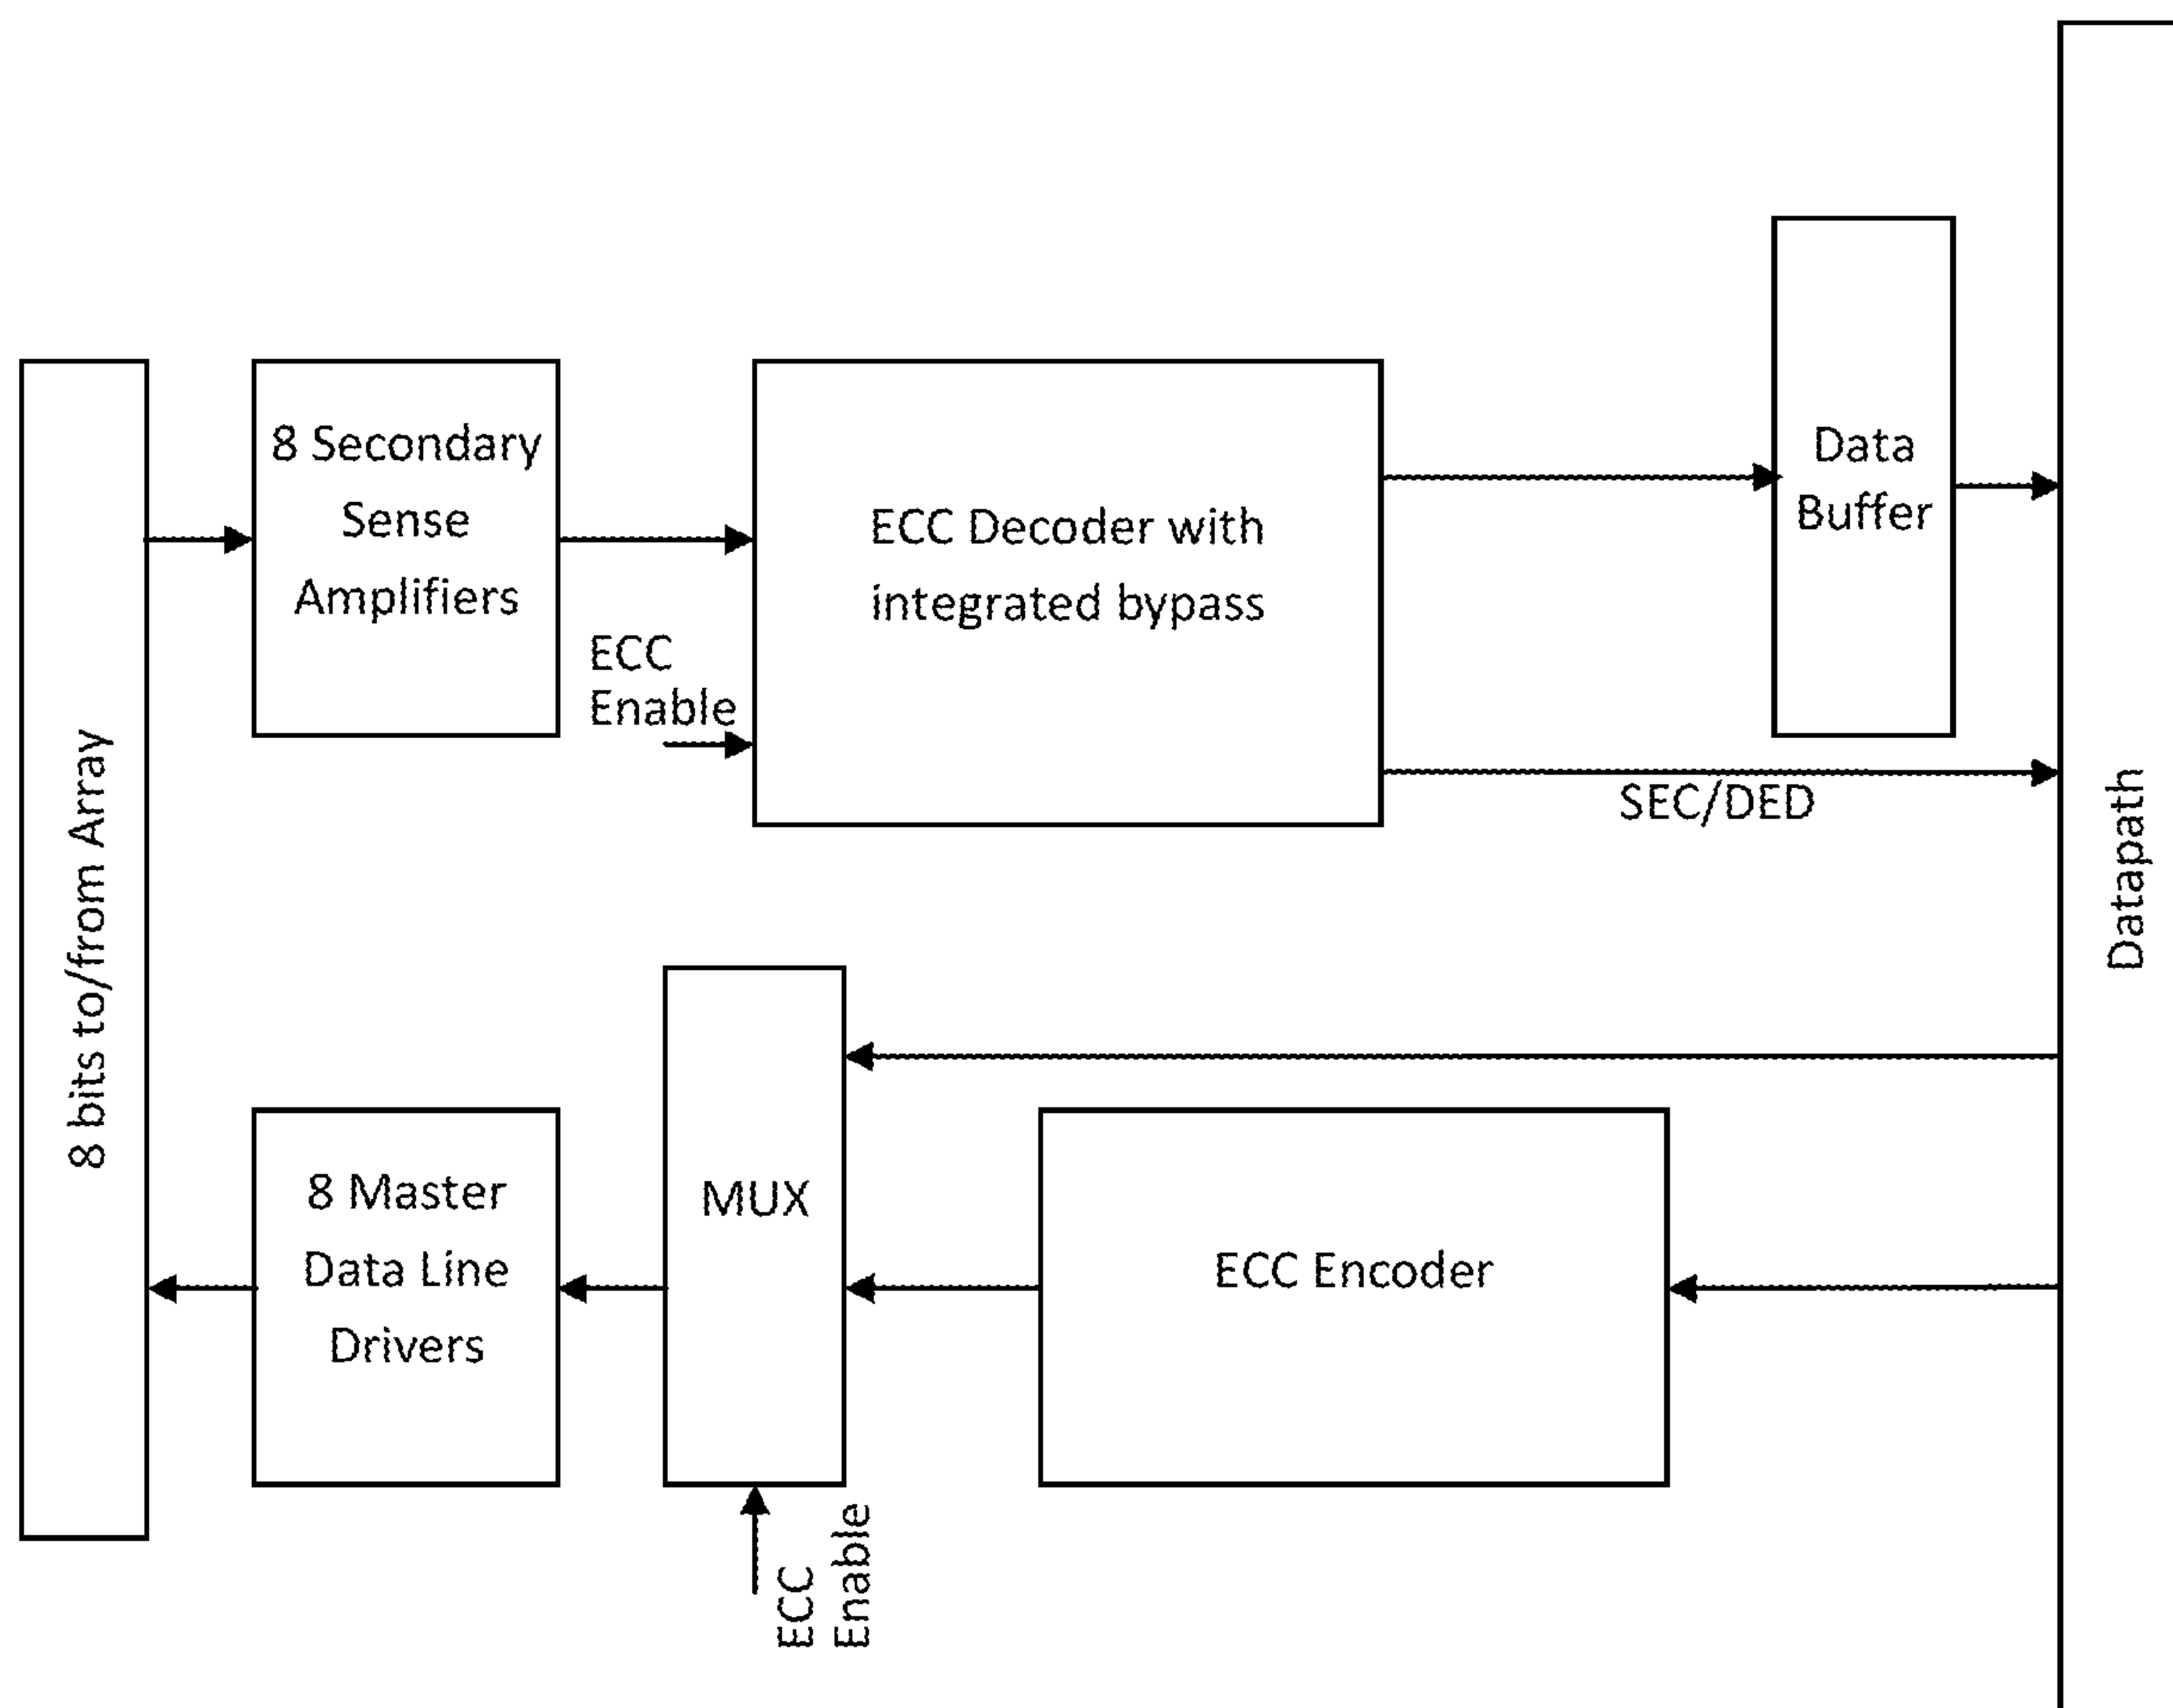 8 bits to/from Array
8 Secondary
Sense
Amplifiers
ECC
Enable
ECC Decoder with
integrated bypass
Data
Buffer
SEC/DED
Datapath
8 Master
Data Line
Drivers
MUX
ECC Encoder
ECC
Enable